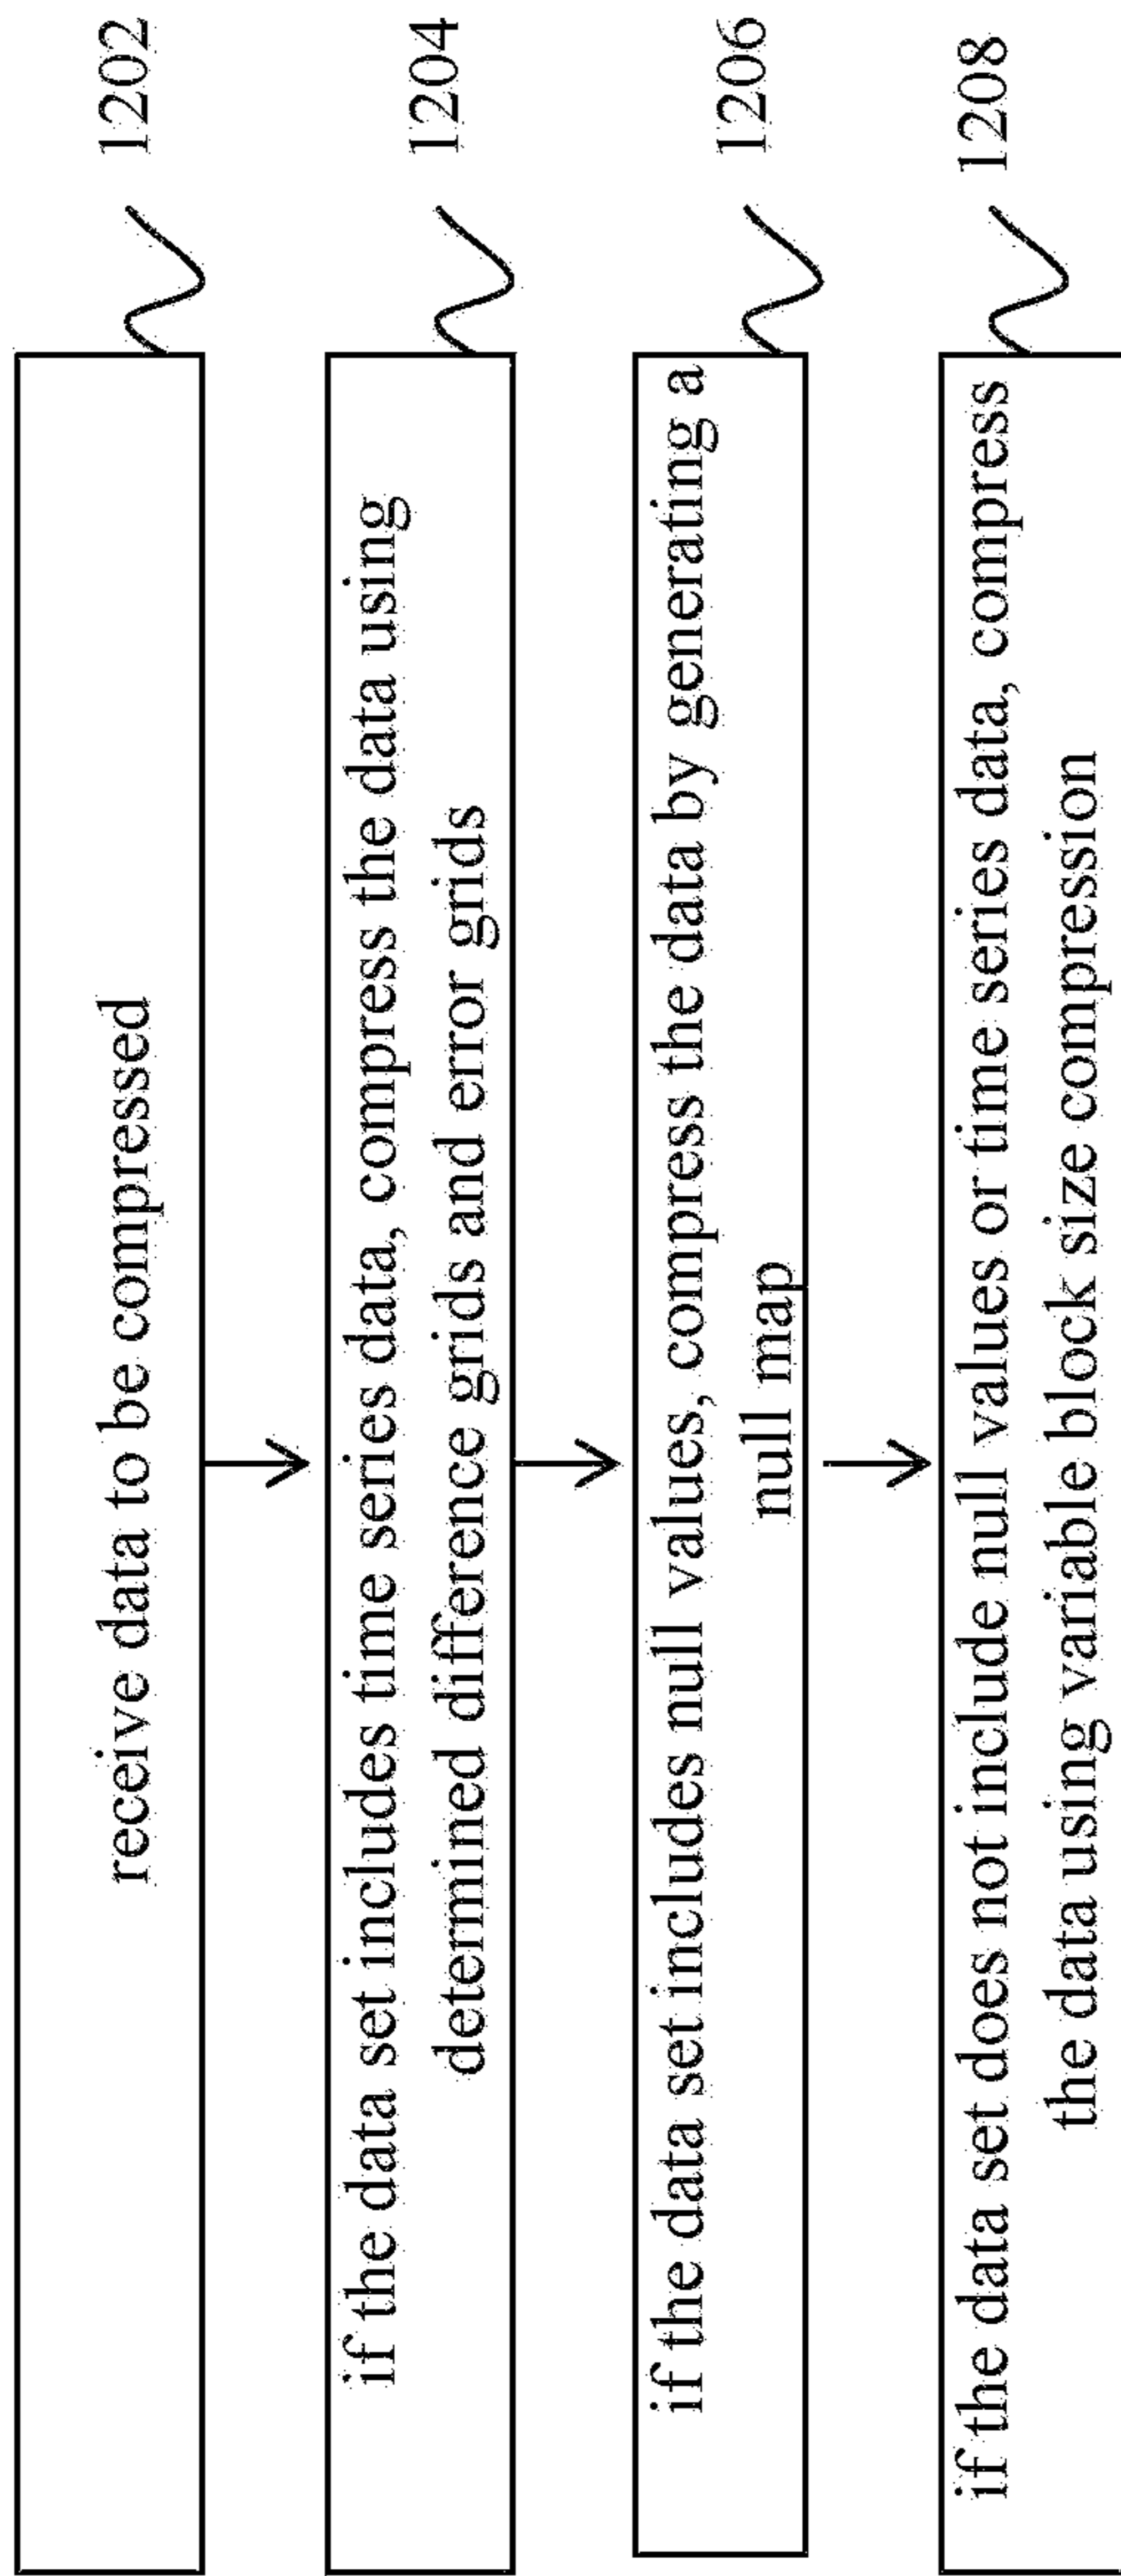 receive data to be compressed
1202
if the data set includes time series data, compress the data using
determined difference grids and error grids
1204
if the data set includes null values, compress the data by generating a
null map
1206
if the data set does not include null values or time series data, compress
the data using variable block size compression
1208